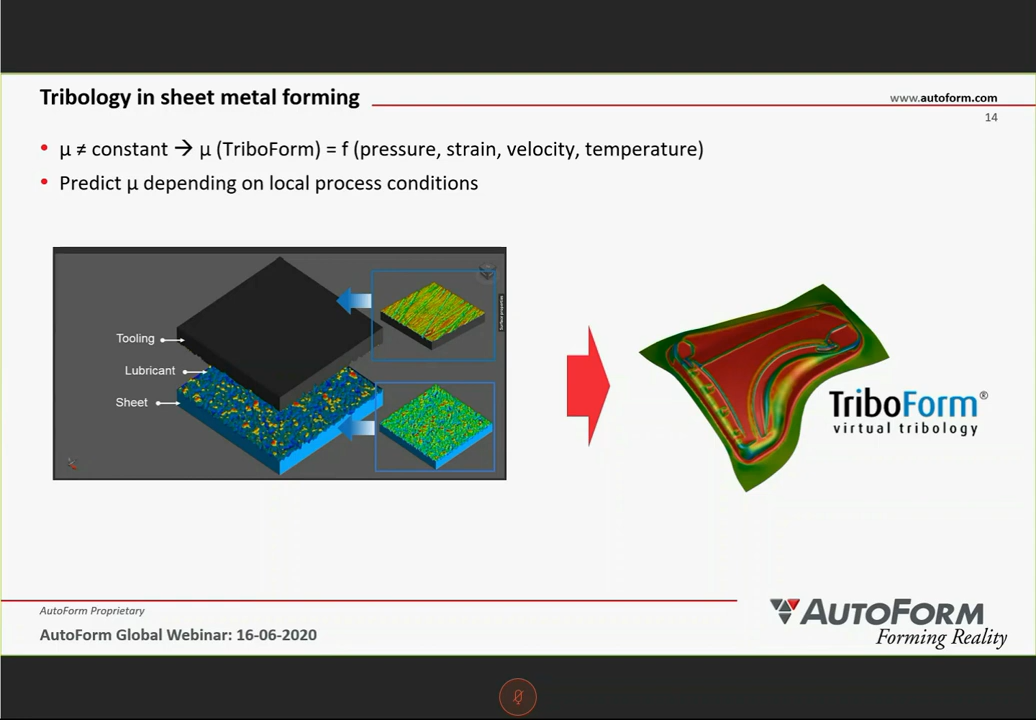 Tribology in sheet metal forming
www.autoform.com
14
• μ ≠ constant → μ (TriboForm) = f (pressure, strain, velocity, temperature)
• Predict μ depending on local process conditions
Surface properties
Tooling
Lubricant
Sheet
TriboForm®
virtual tribology
AutoForm Proprietary
AutoForm Global Webinar: 16-06-2020
AUTOFORM
Forming Reality